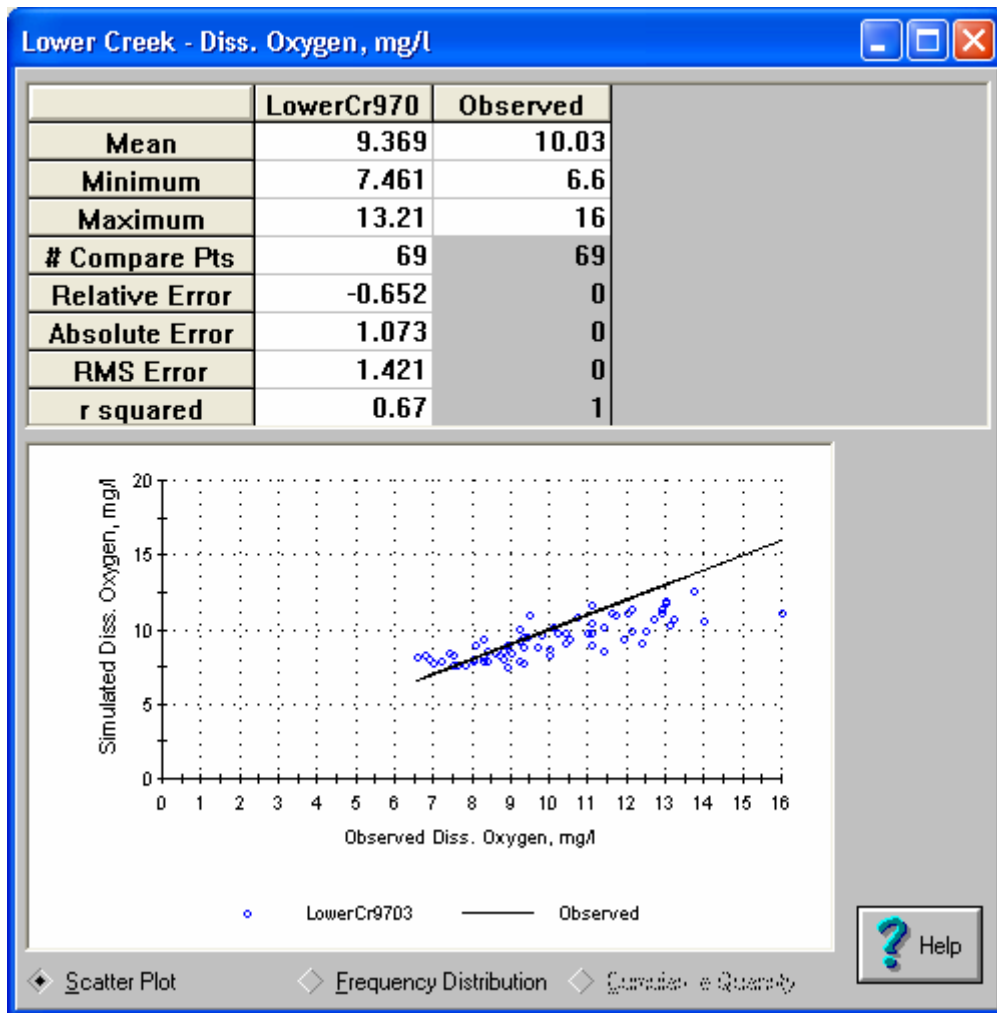 Lower Creek - Diss. Oxygen, mg/l
LowerCr970 Observed
Mean 9.369 10.03
Minimum 7.461 6.6
Maximum 13.21 16
# Compare Pts 69 69
Relative Error -0.652 0
Absolute Error 1.073 0
RMS Error 1.421 0
r squared 0.67 1
Simulated Diss. Oxygen, mg/l
20
15
10
5
0
0 1 2 3 4 5 6 7 8 9 10 11 12 13 14 15 16
Observed Diss. Oxygen, mg/l
LowerCr9703 Observed
Help
Scatter Plot Frequency Distribution